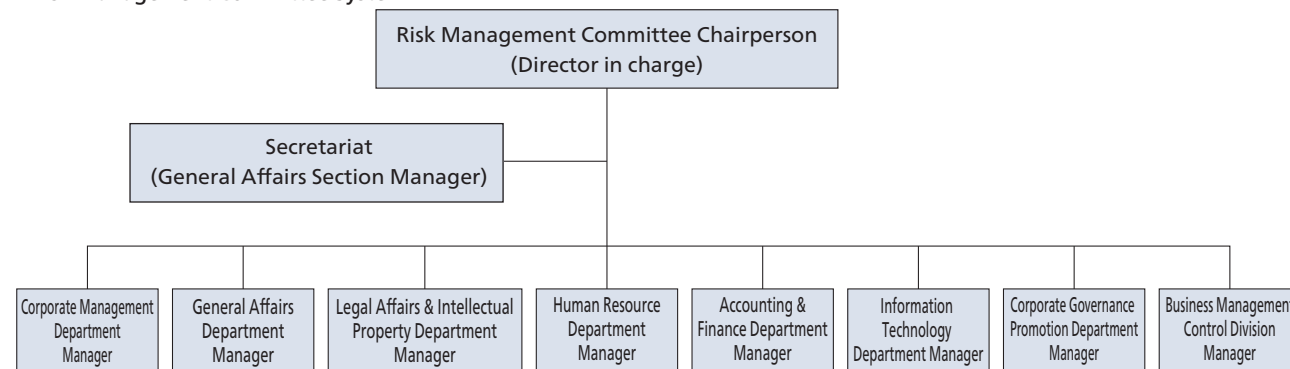 Risk Management Committee Chairperson
(Director in charge)
Secretariat
(General Affairs Section Manager)
Corporate Management
Department
Manager
General Affairs
Department
Manager
Legal Affairs & Intellectual
Property Department
Manager
Human Resource
Department
Manager
Accounting &
Finance Department
Manager
Information
Technology
Department Manager
Corporate Governance
Promotion Department
Manager
Business Management
Control Division
Manager